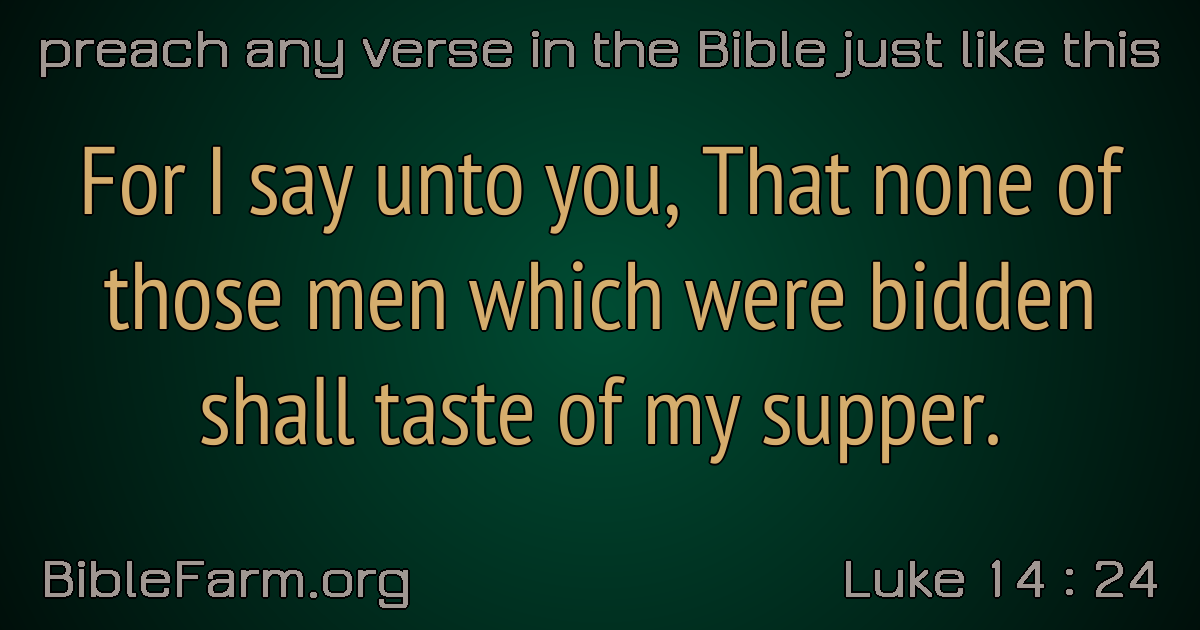 preach any verse in the Bible just like this
For I say unto you, That none of
those men which were bidden
shall taste of my supper.
BibleFarm.org
Luke 14 : 24